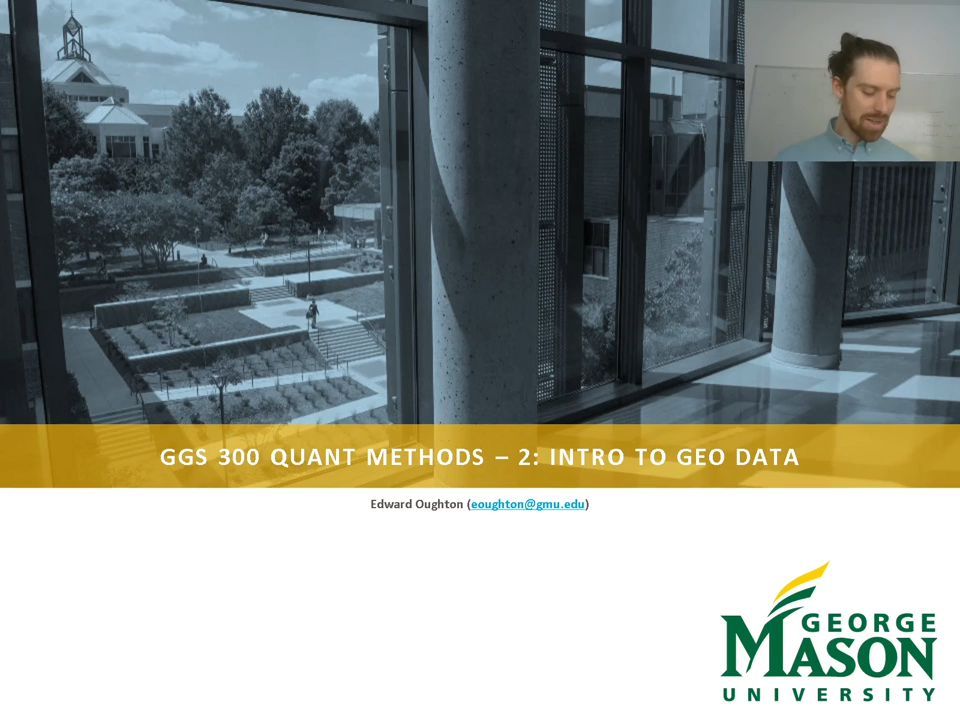 GGS 300 QUANT METHODS – 2: INTRO TO GEO DATA
Edward Oughton (eoughton@gmu.edu)
GEORGE
MASON
UNIVERSITY